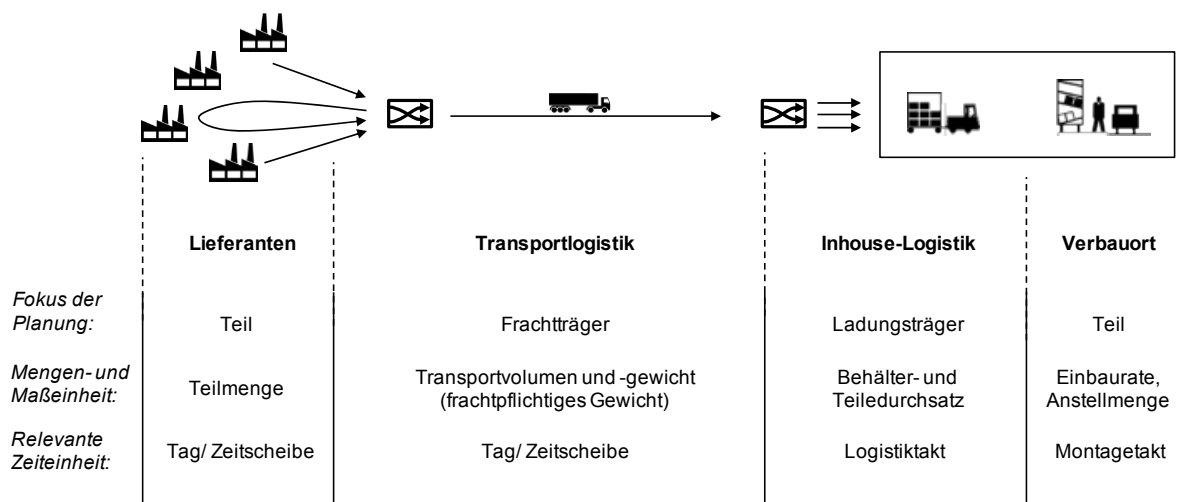 Lieferanten
Transportlogistik
Inhouse-Logistik
Verbauort
Fokus der
Planung:
Teil
Frachtträger
Ladungsträger
Teil
Mengen- und
Maßeinheit:
Teilmenge
Transportvolumen und -gewicht
(frachtpflichtiges Gewicht)
Behälter- und
Teiledurchsatz
Einbaurate,
Anstellmenge
Relevante
Zeiteinheit:
Tag/ Zeitscheibe
Tag/ Zeitscheibe
Logistiktakt
Montagetakt